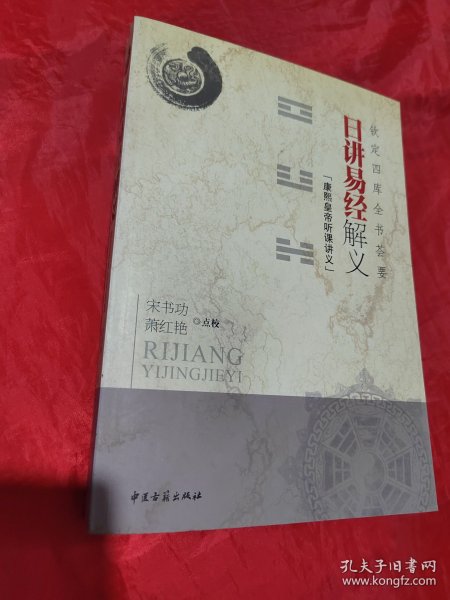 钦定四库全书荟要
日讲易经解义
「康熙皇帝听课讲义」
宋书功
萧红艳
◎点校
RIJIANG
YIJINGJIEYI
中医古籍出版社
孔夫子旧书网
www.kongfz.com